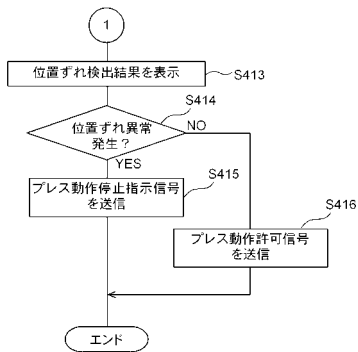 1
位置ずれ検出結果を表示
S413
位置ずれ異常
発生？
S414
NO
YES
プレス動作停止指示信号
を送信
S415
プレス動作許可信号
を送信
S416
エンド